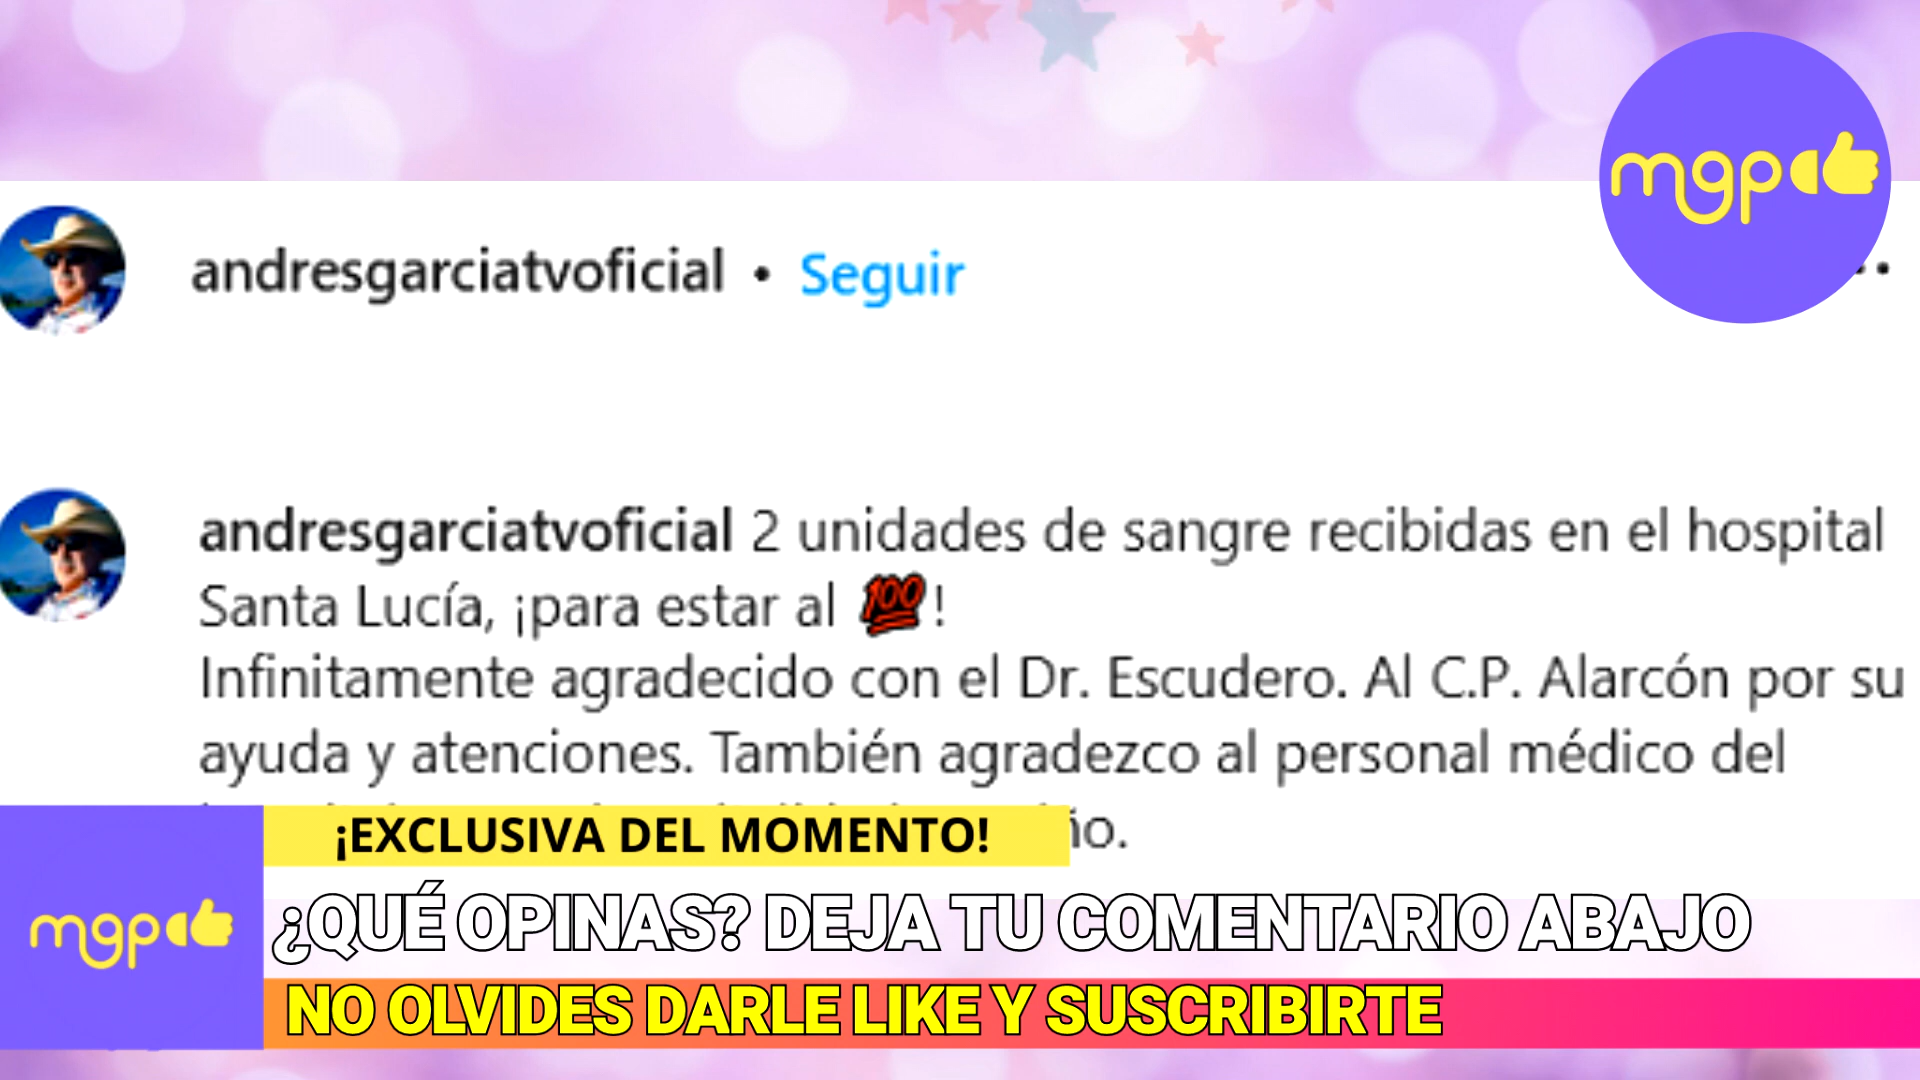 mgp
andresgarciatvoficial • Seguir
andresgarciatvoficial 2 unidades de sangre recibidas en el hospital
Santa Lucía, ¡para estar al 💯!
Infinitamente agradecido con el Dr. Escudero. Al C.P. Alarcón por su
ayuda y atenciones. También agradezco al personal médico del
¡EXCLUSIVA DEL MOMENTO!
mgp
¿QUÉ OPINAS? DEJA TU COMENTARIO ABAJO
NO OLVIDES DARLE LIKE Y SUSCRIBIRTE